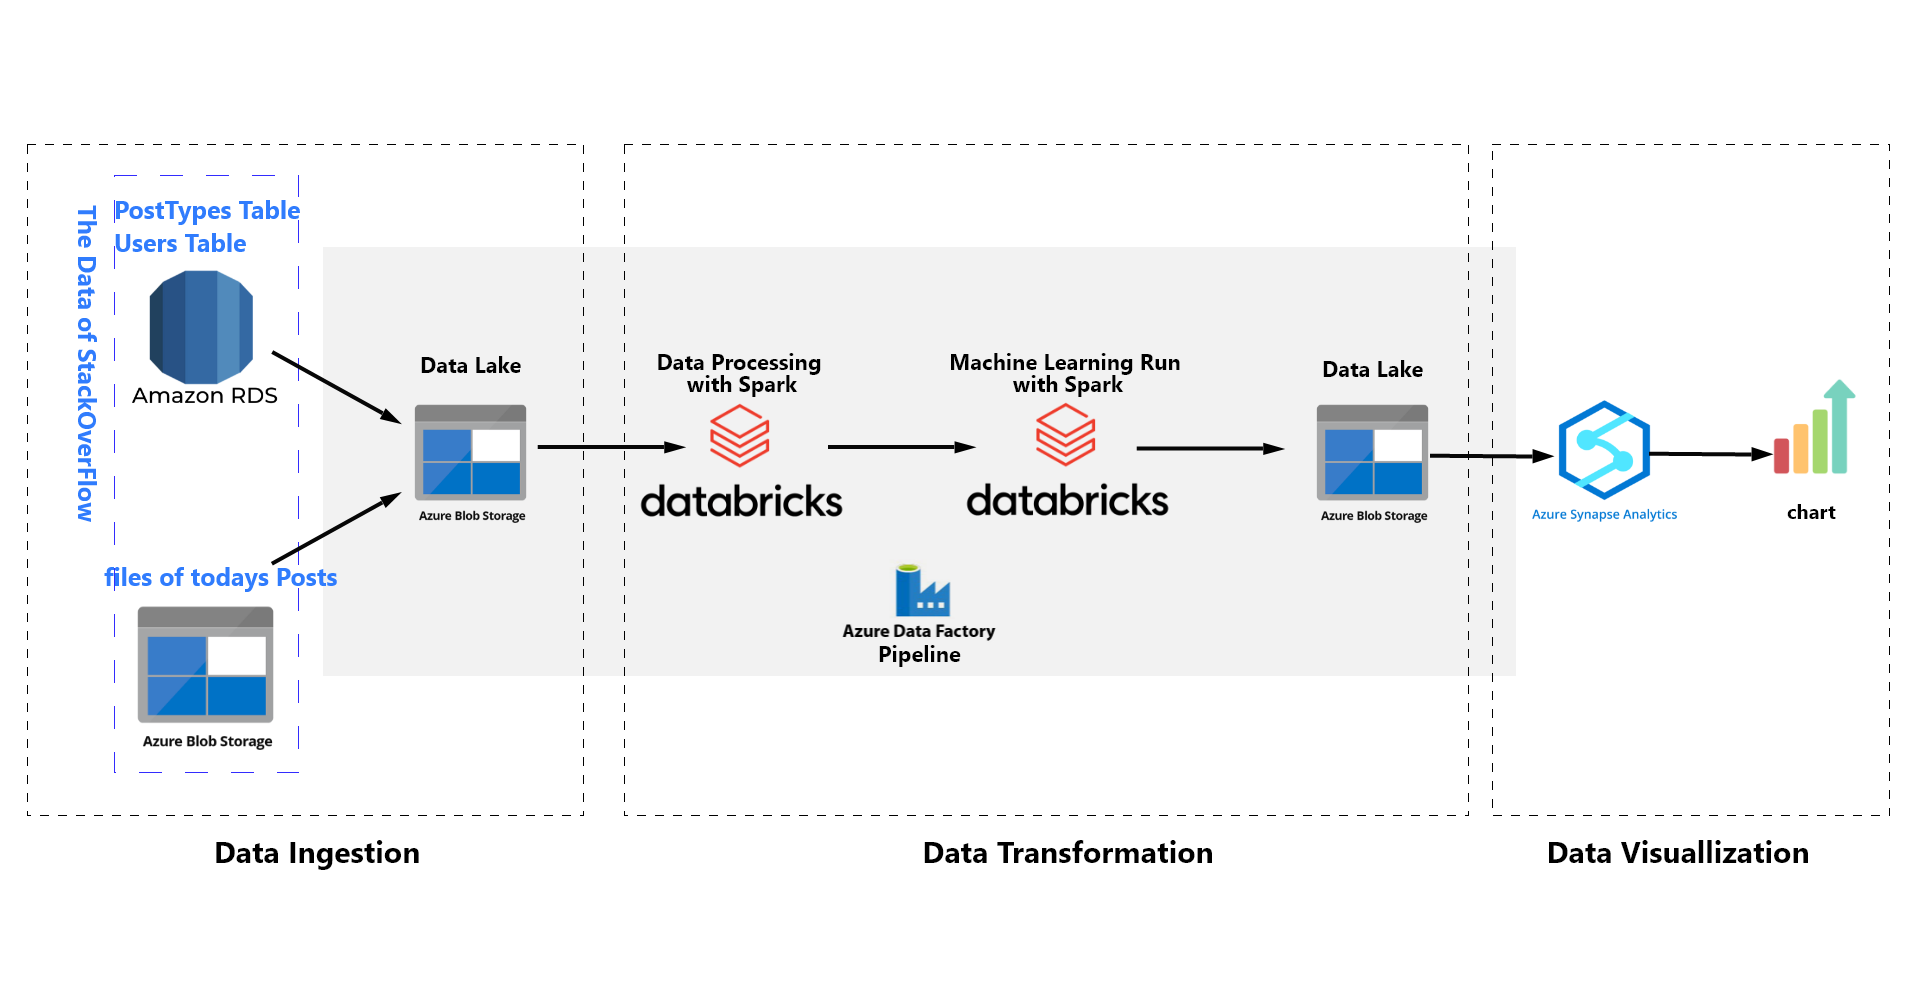 The Data of StackOverFlow
PostTypes Table
Users Table
Amazon RDS
files of todays Posts
Azure Blob Storage
Data Lake
Azure Blob Storage
Data Ingestion
Data Processing
with Spark
databricks
Machine Learning Run
with Spark
databricks
Data Lake
Azure Blob Storage
Azure Data Factory
Pipeline
Data Transformation
Azure Synapse Analytics
chart
Data Visuallization